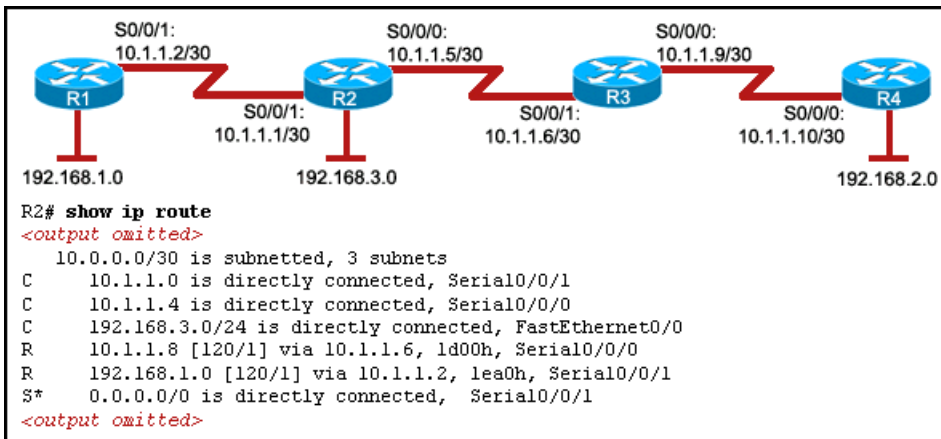 S0/0/1:
10.1.1.2/30
S0/0/0:
10.1.1.5/30
S0/0/0:
10.1.1.9/30
R1
R2
R3
R4
S0/0/1:
10.1.1.1/30
S0/0/1:
10.1.1.6/30
S0/0/0:
10.1.1.10/30
192.168.1.0
192.168.3.0
192.168.2.0
R2# show ip route
<output omitted>
10.0.0.0/30 is subnetted, 3 subnets
C 10.1.1.0 is directly connected, Serial0/0/1
C 10.1.1.4 is directly connected, Serial0/0/0
C 192.168.3.0/24 is directly connected, FastEthernet0/0
R 10.1.1.8 [120/1] via 10.1.1.6, 1d00h, Serial0/0/0
R 192.168.1.0 [120/1] via 10.1.1.2, lea0h, Serial0/0/1
S* 0.0.0.0/0 is directly connected, Serial0/0/1
<output omitted>